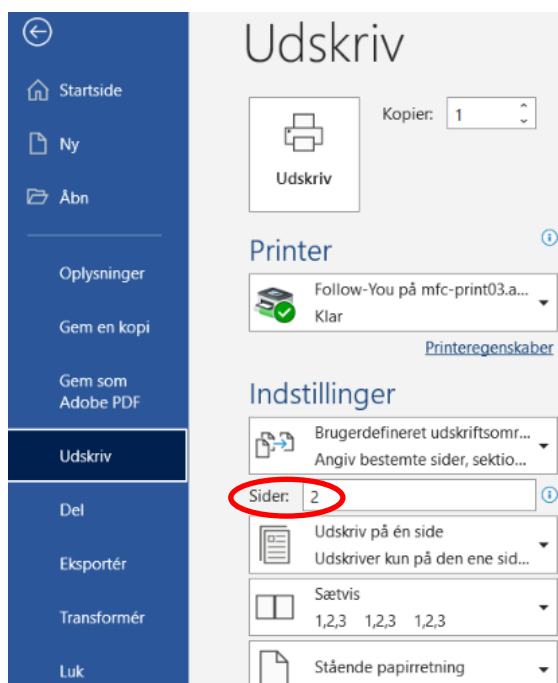 Udskriv
Startside
Ny
Åbn
Oplysninger
Gem en kopi
Gem som
Adobe PDF
Udskriv
Del
Eksportér
Transformér
Luk
Kopier: 1
Udskriv
Printer
Follow-You på mfc-print03.a...
Klar
Printeregenskaber
Indstillinger
Brugerdefineret udskriftsomr...
Angiv bestemte sider, sektio...
Sider: 2
Udskriv på én side
Udskriver kun på den ene sid...
Sætvis
1,2,3 1,2,3 1,2,3
Stående papirretning